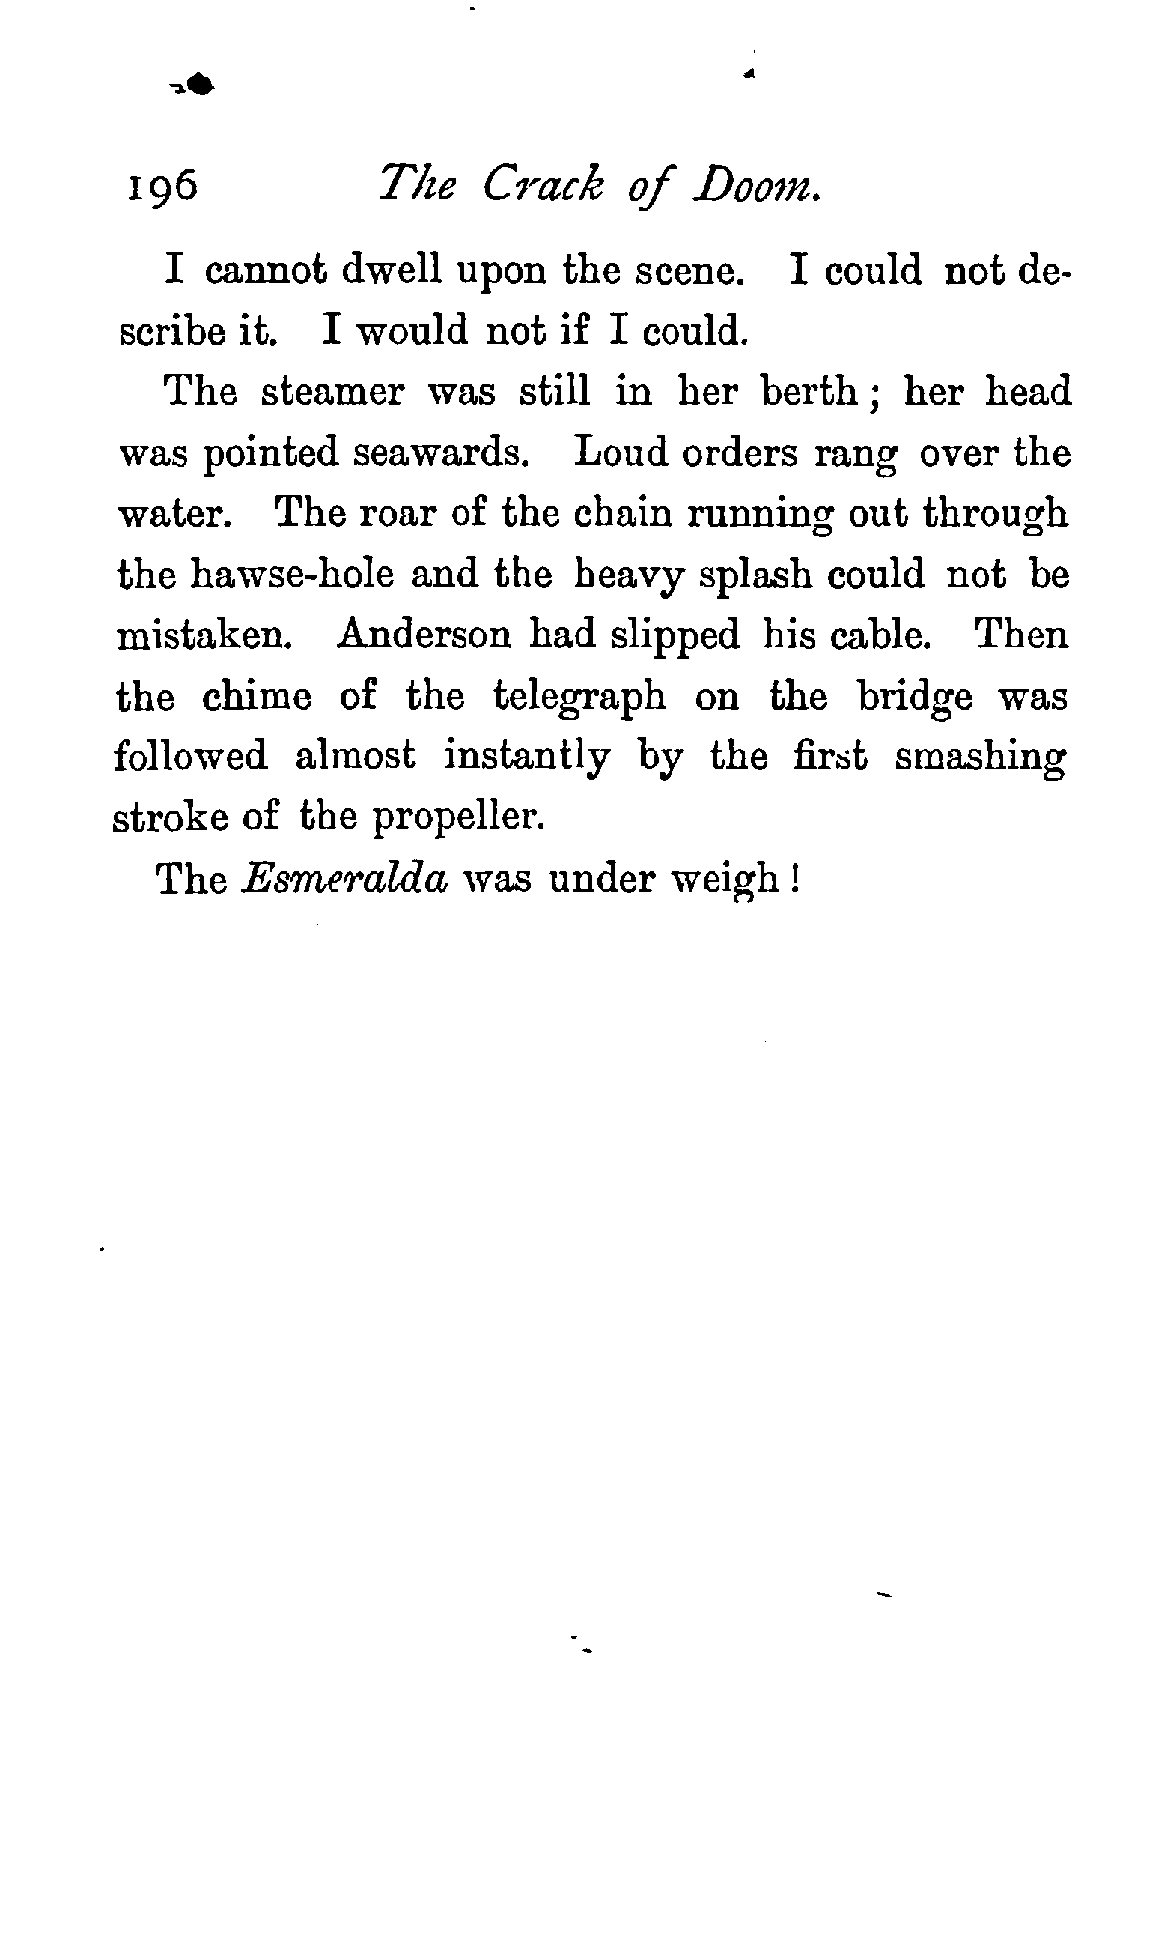 196 The Crack of Doom.
I cannot dwell upon the scene. I could not de-
scribe it. I would not if I could.
The steamer was still in her berth ; her head
was pointed seawards. Loud orders rang over the
water. The roar of the chain running out through
the hawse-hole and the heavy splash could not be
mistaken. Anderson had slipped his cable. Then
the chime of the telegraph on the bridge was
followed almost instantly by the first smashing
stroke of the propeller.
The Esmeralda was under weigh !